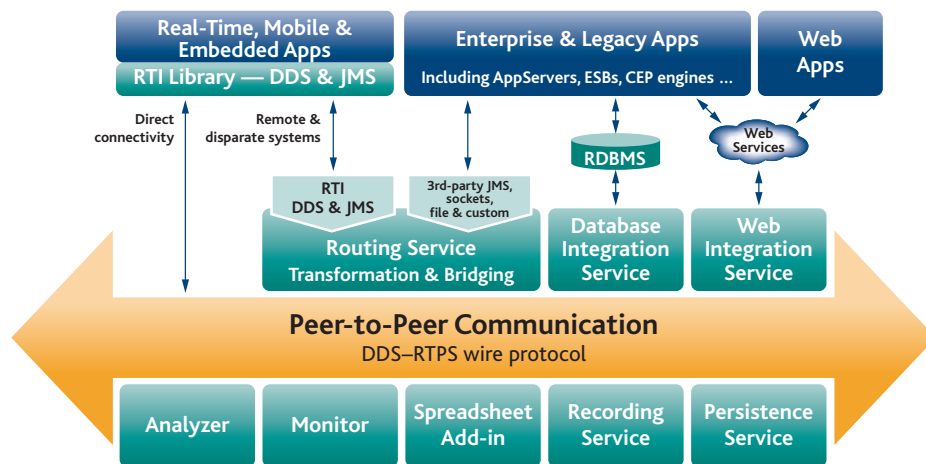 Real-Time, Mobile &
Embedded Apps
RTI Library — DDS & JMS
Enterprise & Legacy Apps
Including AppServers, ESBs, CEP engines ...
Web
Apps
Direct
connectivity
Remote &
disparate systems
RDBMS
Web
Services
RTI
DDS & JMS
3rd-party JMS,
sockets,
file & custom
Routing Service
Transformation & Bridging
Database
Integration
Service
Web
Integration
Service
Peer-to-Peer Communication
DDS–RTPS wire protocol
Analyzer
Monitor
Spreadsheet
Add-in
Recording
Service
Persistence
Service